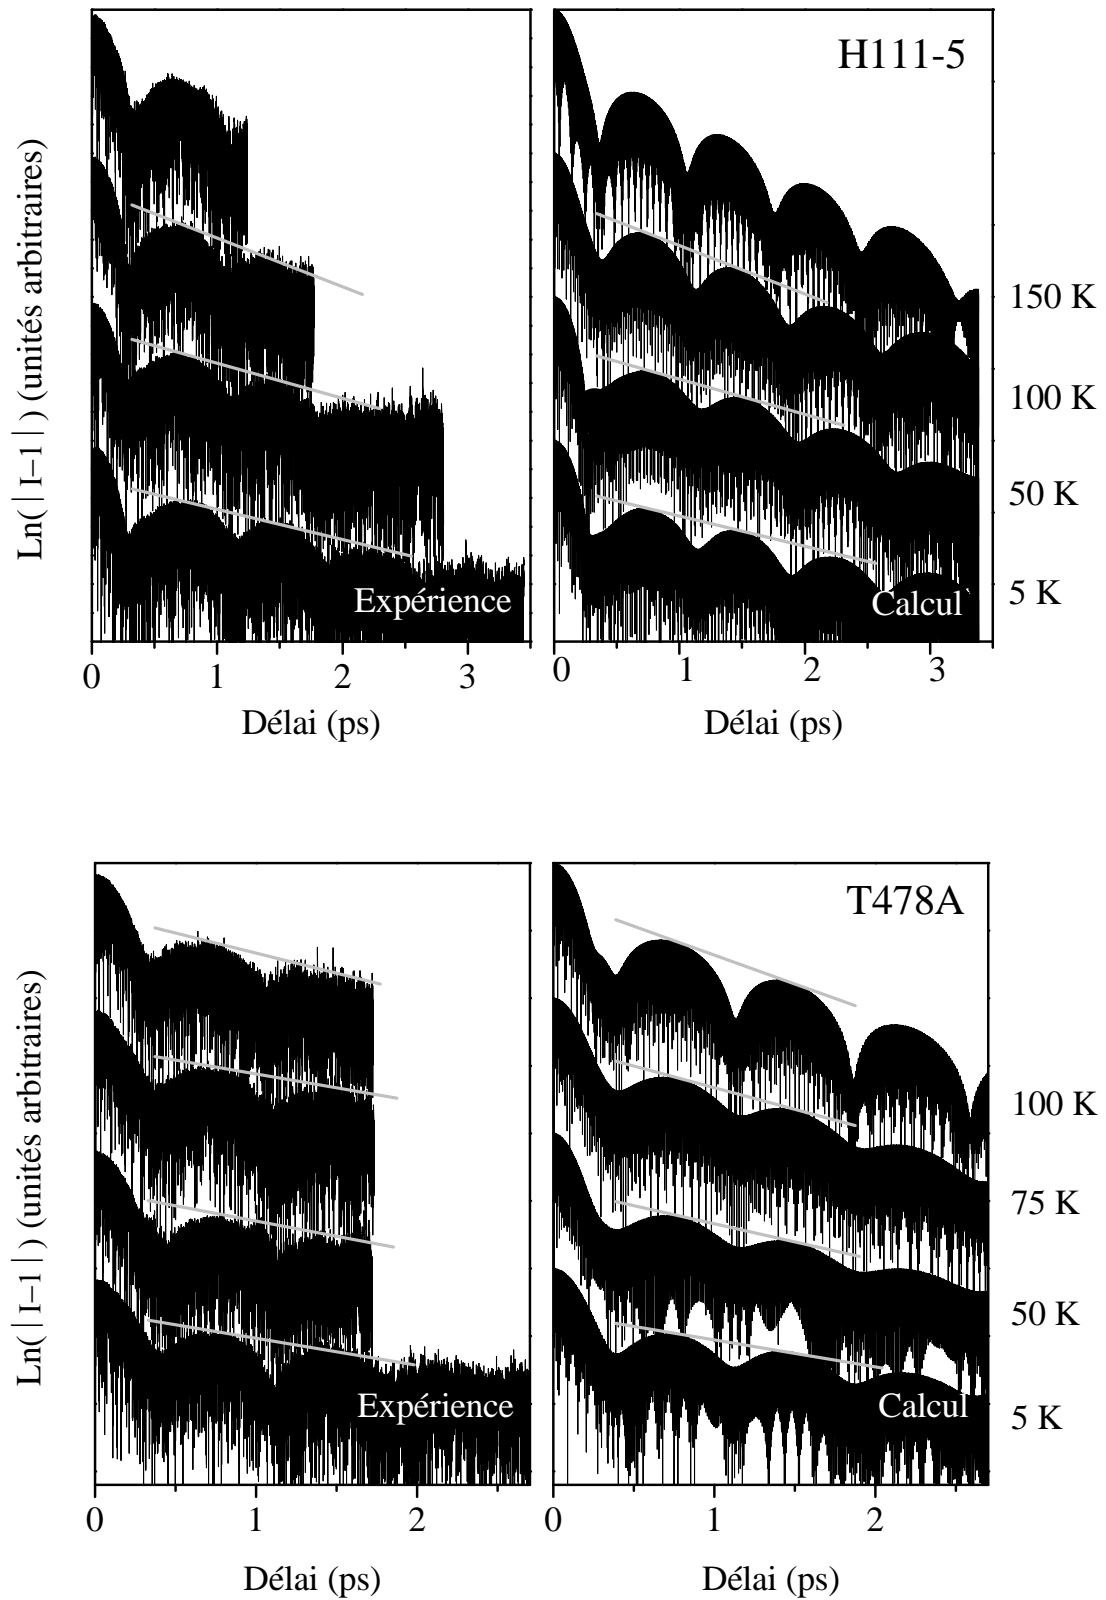 H111-5
Ln( | I–1 | ) (unités arbitraires)
150 K
100 K
50 K
5 K
Expérience
Calcul
0 1 2 3
0 1 2 3
Délai (ps)
Délai (ps)
T478A
Ln( | I–1 | ) (unités arbitraires)
100 K
75 K
50 K
5 K
Expérience
Calcul
0 1 2
0 1 2
Délai (ps)
Délai (ps)